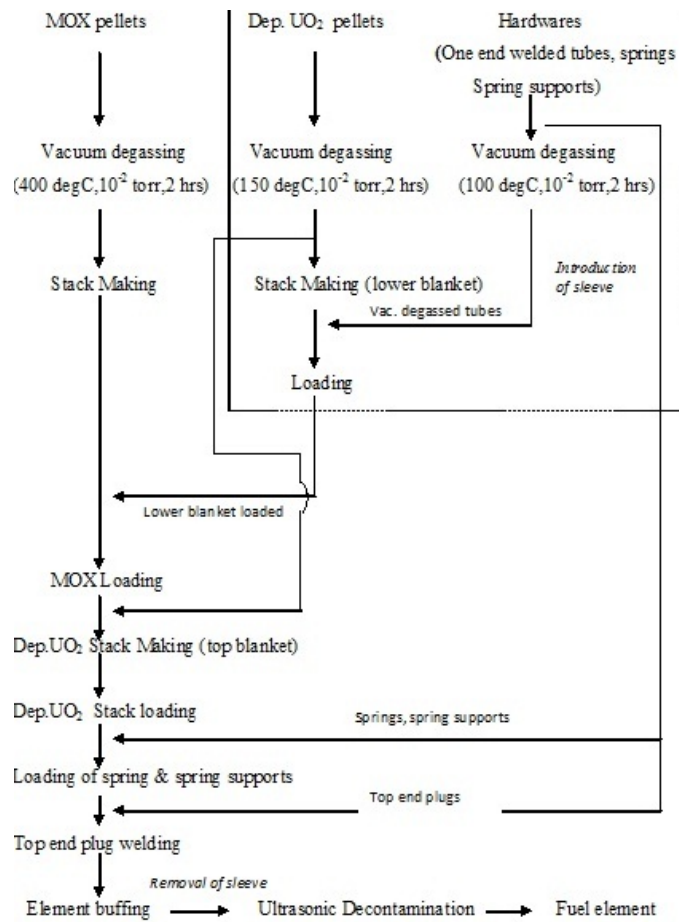 MOX pellets
Dep. UO₂ pellets
Hardwares
(One end welded tubes, springs
Spring supports)
Vacuum degassing
(400 degC,10⁻² torr,2 hrs)
Vacuum degassing
(150 degC,10⁻² torr,2 hrs)
Vacuum degassing
(100 degC,10⁻² torr,2 hrs)
Stack Making
Stack Making (lower blanket)
Introduction
of sleeve
Vac. degassed tubes
Loading
Lower blanket loaded
MOX Loading
Dep.UO₂ Stack Making (top blanket)
Dep.UO₂ Stack loading
Springs, spring supports
Loading of spring & spring supports
Top end plugs
Top end plug welding
Removal of sleeve
Element buffing
Ultrasonic Decontamination
Fuel element